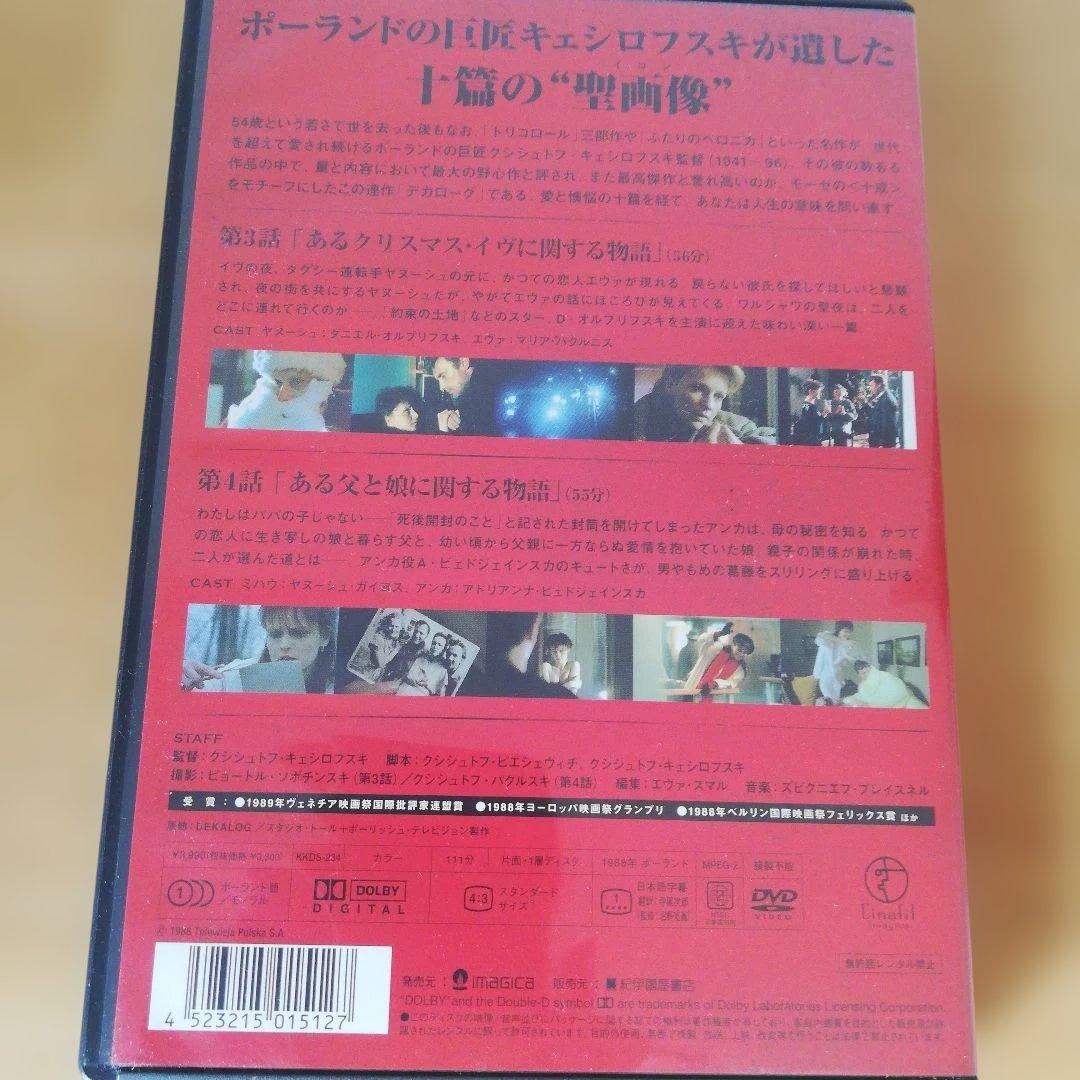 ポーランドの巨匠キェシロフスキが遺した
イコン
十篇の“聖画像”
54歳という若さで世を去った後もなお、「トリコロール」三部作や「ふたりのベロニカ」といった名作が、世代
を超えて愛され続けるポーランドの巨匠クシシュトフ・キェシロフスキ監督(1941－96)。その彼の数ある
作品の中で、量と内容において最大の野心作と評され、また最高傑作と誉れ高いのが、モーゼの＜十戒＞
をモチーフにしたこの連作「デカローグ」である。愛と懊悩の十篇を経て、あなたは人生の意味を問い直す
第3話「あるクリスマス・イヴに関する物語」(56分)
イヴの夜、タクシー運転手ヤヌーシュの元に、かつての恋人エヴァが現れる。戻らない彼氏を探してほしいと懇願
され、夜の街を共にするヤヌーシュだが、やがてエヴァの話にほころびが見えてくる。ワルシャワの聖夜は、二人を
どこに連れて行くのか――。「約束の土地」などのスター、D・オルブリフスキを主演に迎えた味わい深い一篇
CAST ヤヌーシュ：ダニエル・オルブリフスキ、エヴァ：マリア・パクルニス
第4話「ある父と娘に関する物語」(55分)
わたしはパパの子じゃない――「死後開封のこと」と記された封筒を開けてしまったアンカは、母の秘密を知る。かつて
の恋人に生き写しの娘と暮らす父と、幼い頃から父親に一方ならぬ愛情を抱いていた娘。親子の関係が崩れた時、
二人が選んだ道とは――。アンカ役A・ビェドジェインスカのキュートさが、男やもめの葛藤をスリリングに盛り上げる
CAST ミハウ：ヤヌーシュ・ガイヨス、アンカ：アドリアンナ・ビェドジェインスカ
STAFF
監督：クシシュトフ・キェシロフスキ 脚本：クシシュトフ・ピエシェヴィチ、クシシュトフ・キェシロフスキ
撮影：ピョートル・ソボチンスキ(第3話)／クシシュトフ・パクルスキ(第4話) 編集：エヴァ・スマル 音楽：ズビグニエフ・プレイスネル
受賞：●1989年ヴェネチア映画祭国際批評家連盟賞 ●1988年ヨーロッパ映画祭グランプリ ●1988年ベルリン国際映画祭フェリックス賞 ほか
原題：DEKALOG／スタジオ・トール＋ポーリッシュ・テレビジョン製作
¥3,990(税抜価格 ¥3,800) KKDS-234 カラー 111分 片面・1層ディスク 1988年 ポーランド MPEG-2 複製不能
1 ポーランド語／モノラル DOLBY DIGITAL 4:3 スタンダードサイズ 1 日本語字幕 2 DVD VIDEO Cinefil Imagica
© 1988 Telewizja Polska S.A.
無許諾レンタル禁止
発売元：IMAGICA 販売元：紀伊國屋書店
"DOLBY" and the Double-D symbol are trademarks of Dolby Laboratories Licensing Corporation.
4 523215 015127